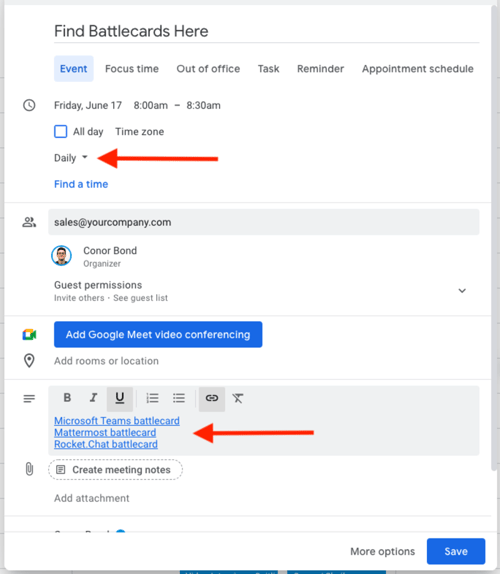 Find Battlecards Here
Event Focus time Out of office Task Reminder Appointment schedule
Friday, June 17 8:00am – 8:30am
All day Time zone
Daily
Find a time
sales@yourcompany.com
Conor Bond
Organizer
Guest permissions
Invite others · See guest list
Add Google Meet video conferencing
Add rooms or location
B I U
Microsoft Teams battlecard
Mattermost battlecard
Rocket.Chat battlecard
Create meeting notes
Add attachment
More options Save